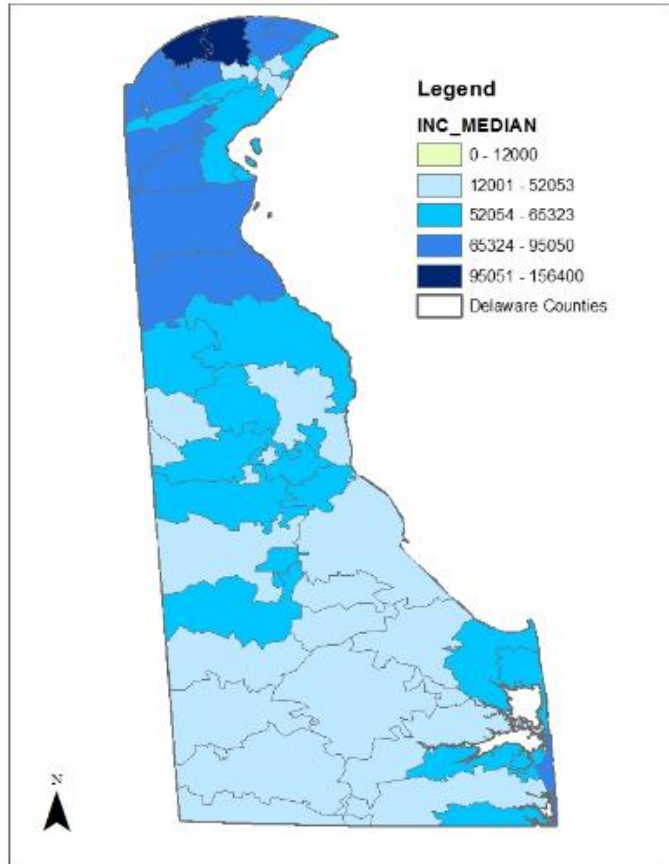 Legend
INC_MEDIAN
0 - 12000
12001 - 52053
52054 - 65323
65324 - 95050
95051 - 156400
Delaware Counties
N